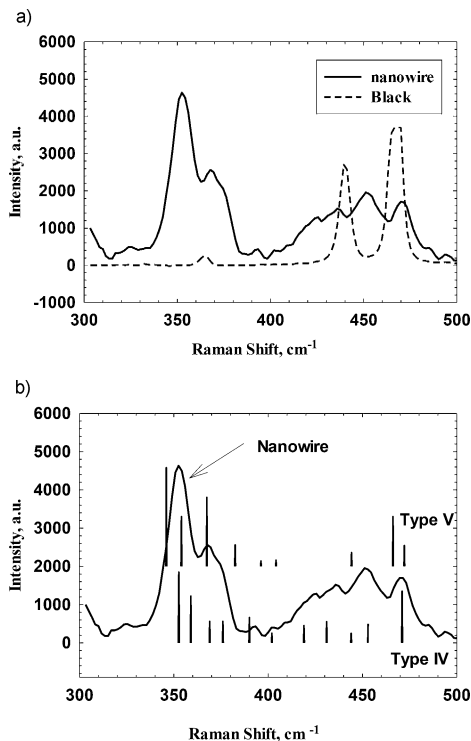 a)
6000
5000
4000
3000
2000
1000
0
-1000
nanowire
Black
Intensity, a.u.
300 350 400 450 500
Raman Shift, cm-1
b)
6000
5000
4000
3000
2000
1000
0
Nanowire
Type V
Type IV
Intensity, a.u.
300 350 400 450 500
Raman Shift, cm-1